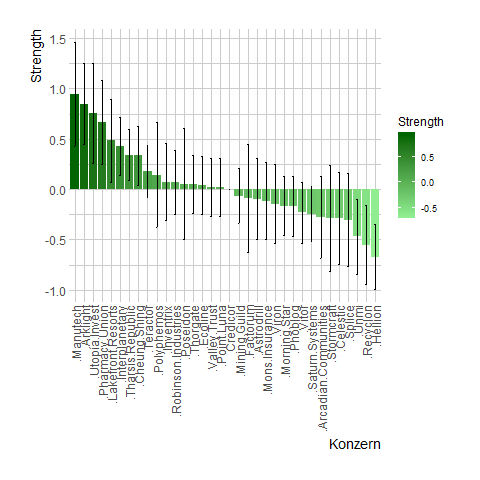 Strength
1.5
1.0
0.5
0.0
-0.5
-1.0
.Manutech
.Arklight
.Utopia.Invest
.Pharmacy.Union
.Lakefront.Resorts
.Interplanetary
.Tharsis.Republic
.Cheung.Shing
.Teractor
.Polyphemos
.Inventrix
.Robinson.Industries
.Poseidon
.Thorgate
.Ecoline
.Valley.Trust
.Point.Luna
Credicor
.Mining.Guild
.Factorum
.Astrodrill
.Mons.Insurance
.Viron
.Morning.Star
.PhoboLog
.Vitor
.Saturn.Systems
.Arcadian.Communities
.Stormcraft
.Celestic
.Splice
.Unmi
.Recyclon
.Helion
Konzern
Strength
0.5
0.0
-0.5